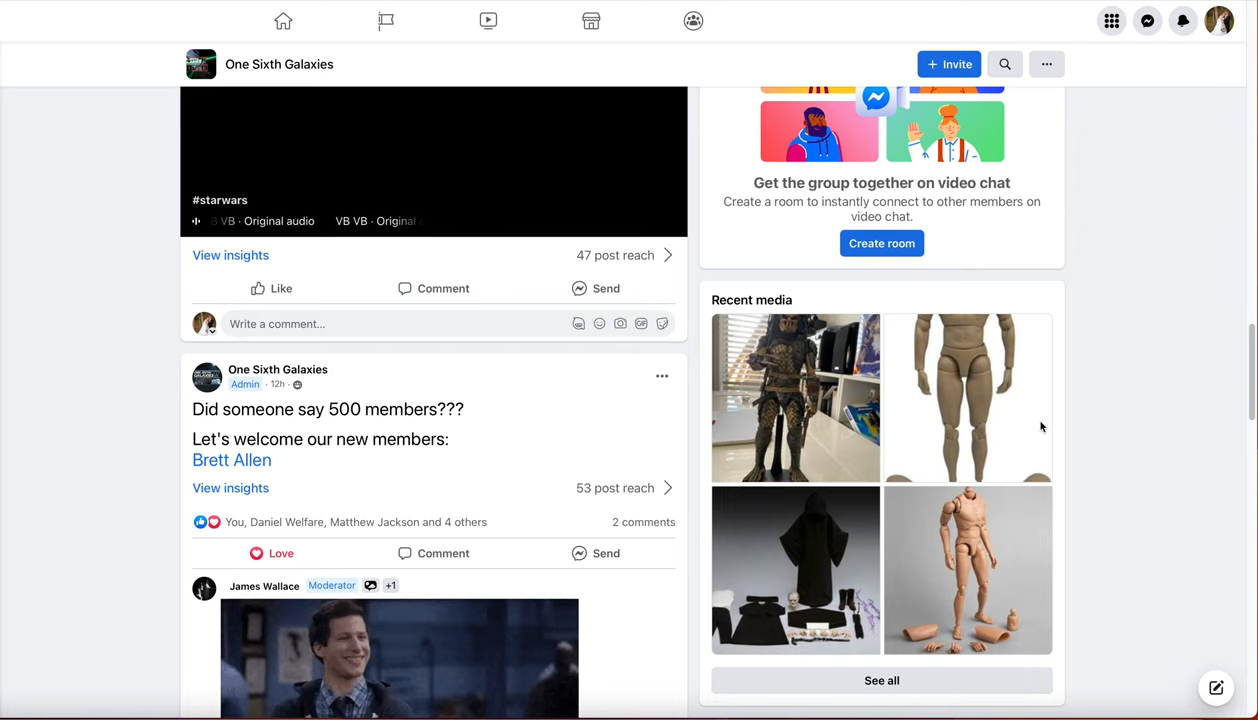 One Sixth Galaxies
+ Invite
#starwars
B VB · Original audio VB VB · Original a
View insights
47 post reach
Like
Comment
Send
Write a comment...
GIF
One Sixth Galaxies
Admin · 12h ·
Did someone say 500 members???
Let's welcome our new members:
Brett Allen
View insights
53 post reach
You, Daniel Welfare, Matthew Jackson and 4 others
2 comments
Love
Comment
Send
James Wallace Moderator +1
Get the group together on video chat
Create a room to instantly connect to other members on
video chat.
Create room
Recent media
See all